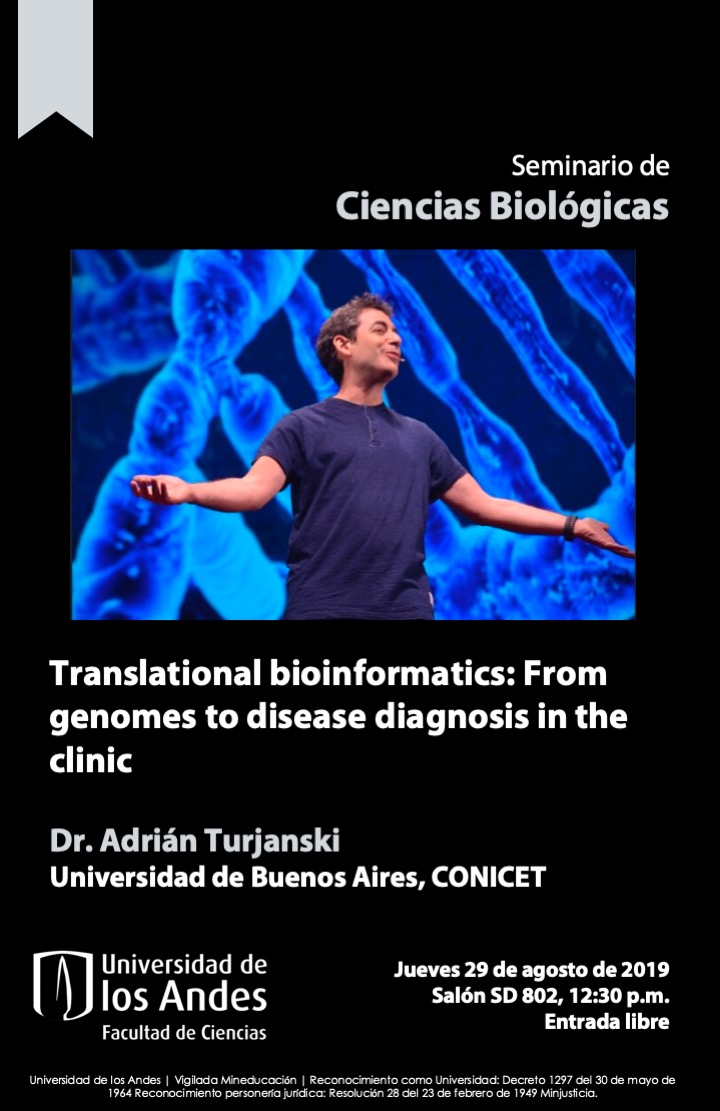 Seminario de
Ciencias Biológicas
Translational bioinformatics: From
genomes to disease diagnosis in the
clinic
Dr. Adrián Turjanski
Universidad de Buenos Aires, CONICET
Universidad de
los Andes
Facultad de Ciencias
Jueves 29 de agosto de 2019
Salón SD 802, 12:30 p.m.
Entrada libre
Universidad de los Andes | Vigilada Mineducación | Reconocimiento como Universidad: Decreto 1297 del 30 de mayo de
1964 Reconocimiento personería jurídica: Resolución 28 del 23 de febrero de 1949 Minjusticia.